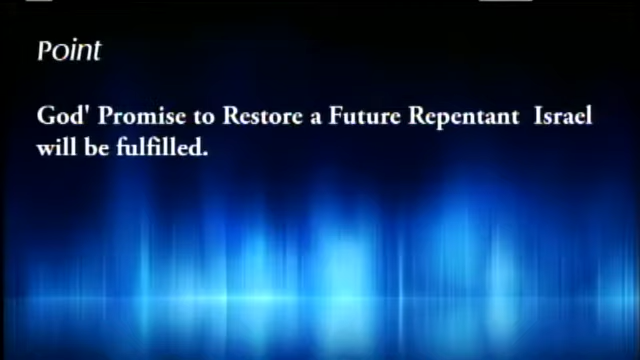 Point
God' Promise to Restore a Future Repentant Israel
will be fulfilled.